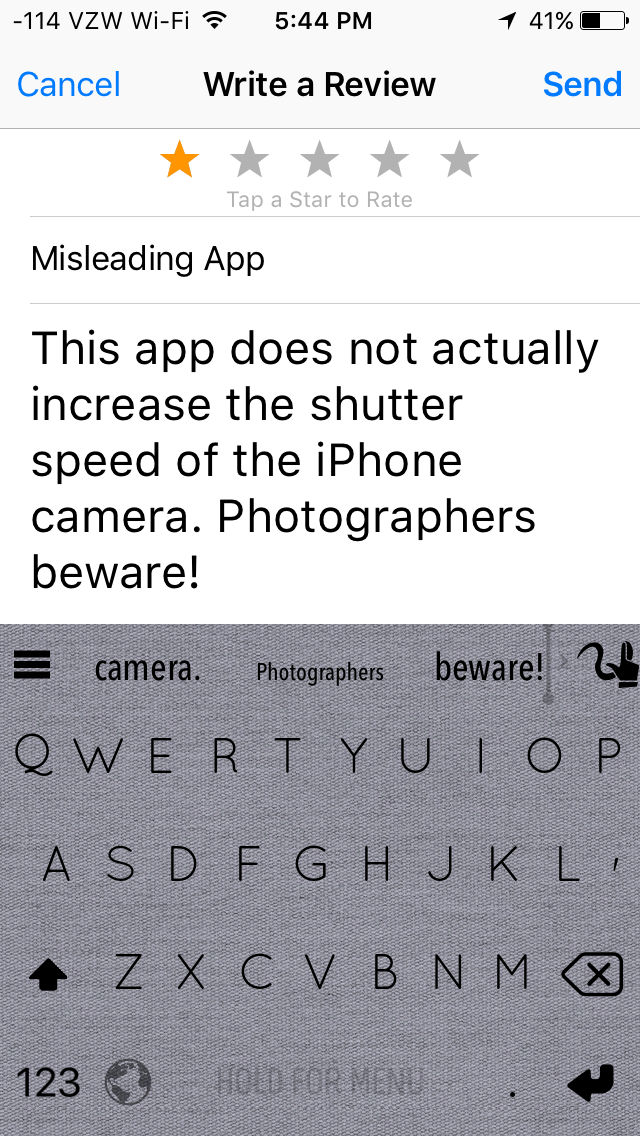 -114 VZW Wi-Fi 5:44 PM 41%
Cancel Write a Review Send
Tap a Star to Rate
Misleading App
This app does not actually
increase the shutter
speed of the iPhone
camera. Photographers
beware!
camera. Photographers beware!
Q W E R T Y U I O P
A S D F G H J K L '
Z X C V B N M
123 HOLD FOR MENU .